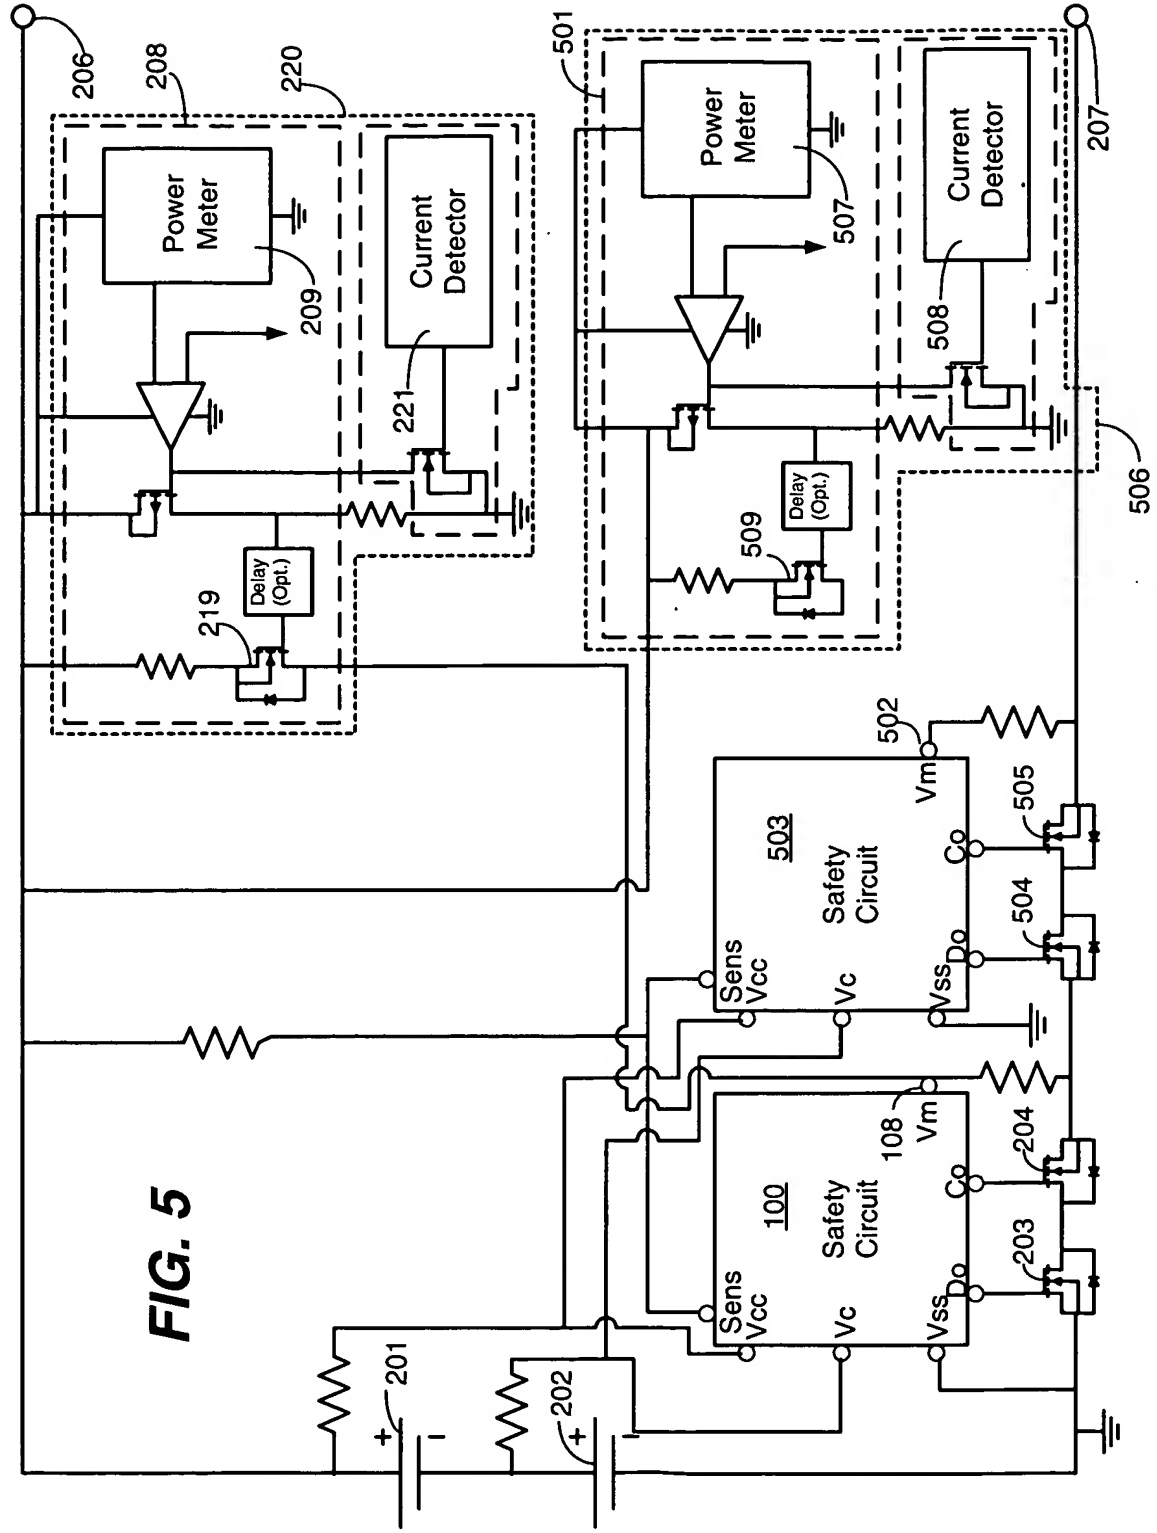 FIG. 5
206
208
220
Power
Meter
209
Current
Detector
221
Delay
(Opt.)
219
501
Power
Meter
507
Current
Detector
508
Delay
(Opt.)
509
506
207
201
+
-
202
+
-
100
Safety
Circuit
Sens
Vcc
Vc
Vss
Do
Co
Vm
108
203
204
503
Safety
Circuit
Sens
Vcc
Vc
Vss
Do
Co
Vm
502
504
505